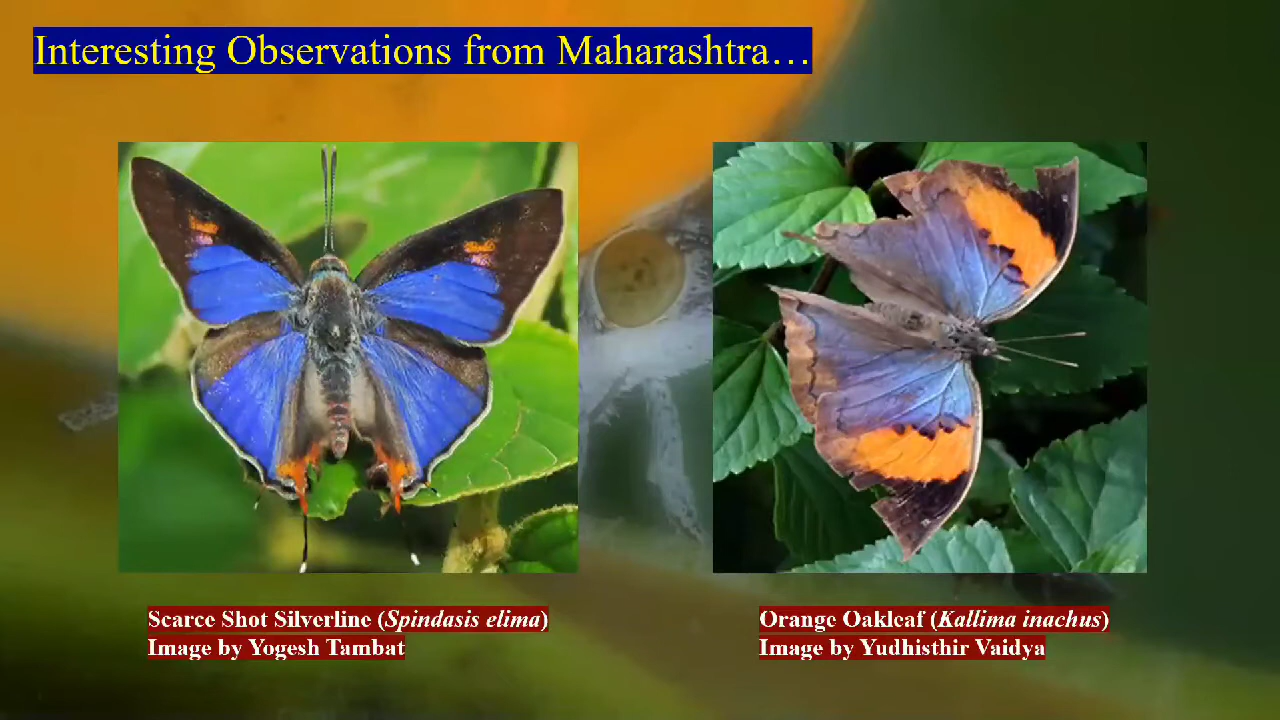 Interesting Observations from Maharashtra…
Scarce Shot Silverline (Spindasis elima)
Image by Yogesh Tambat
Orange Oakleaf (Kallima inachus)
Image by Yudhisthir Vaidya